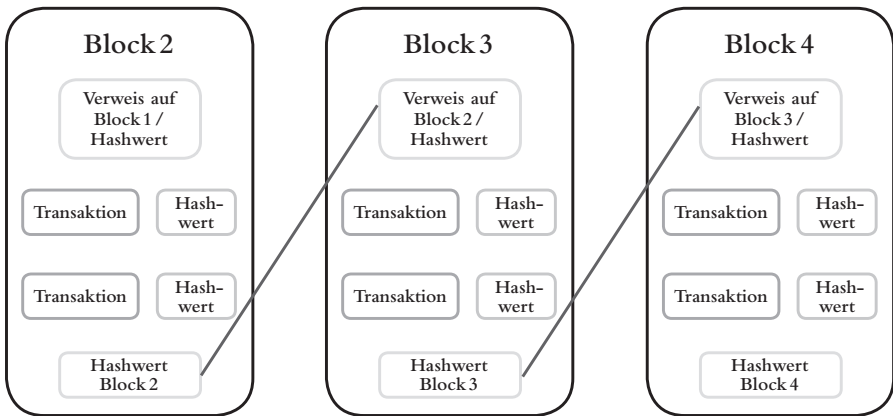 Block 2
Verweis auf
Block 1 /
Hashwert
Transaktion
Hash-
wert
Transaktion
Hash-
wert
Hashwert
Block 2
Block 3
Verweis auf
Block 2 /
Hashwert
Transaktion
Hash-
wert
Transaktion
Hash-
wert
Hashwert
Block 3
Block 4
Verweis auf
Block 3 /
Hashwert
Transaktion
Hash-
wert
Transaktion
Hash-
wert
Hashwert
Block 4